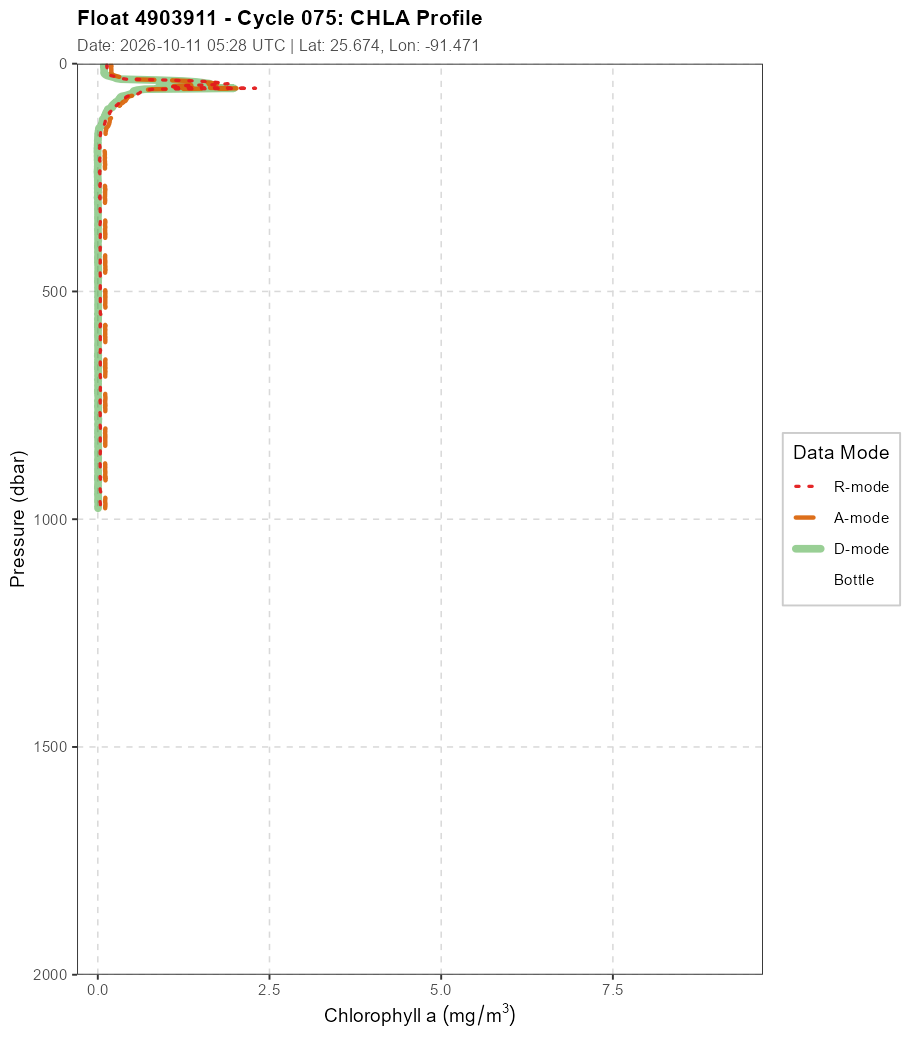 Float 4903911 - Cycle 075: CHLA Profile
Date: 2026-10-11 05:28 UTC | Lat: 25.674, Lon: -91.471
0
500
1000
1500
2000
Pressure (dbar)
0.0 2.5 5.0 7.5
Chlorophyll a (mg/m³)
Data Mode
R-mode
A-mode
D-mode
Bottle